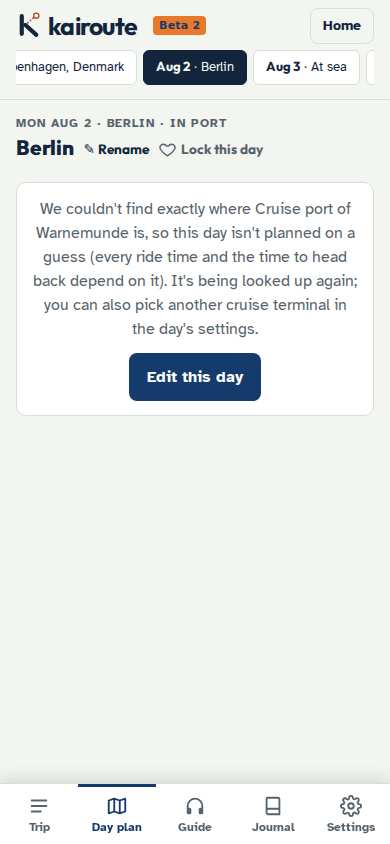 kairoute Beta 2 Home
enhagen, Denmark Aug 2 · Berlin Aug 3 · At sea
MON AUG 2 · BERLIN · IN PORT
Berlin ✎ Rename Lock this day
We couldn't find exactly where Cruise port of
Warnemunde is, so this day isn't planned on a
guess (every ride time and the time to head
back depend on it). It's being looked up again;
you can also pick another cruise terminal in
the day's settings.
Edit this day
Trip Day plan Guide Journal Settings